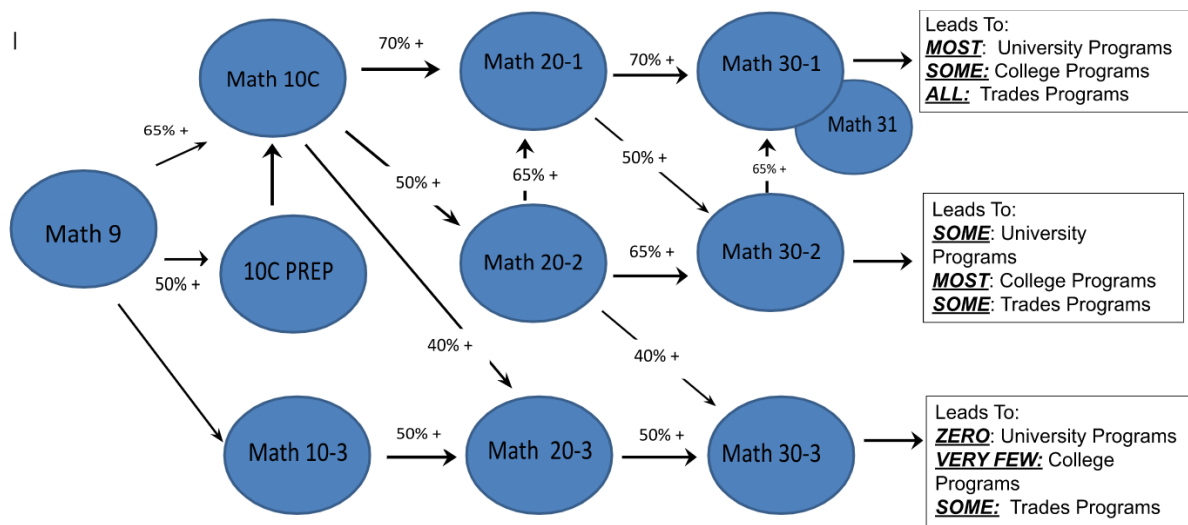 I
Math 9
65% +
50% +
Math 10C
10C PREP
Math 10-3
70% +
50% +
40% +
50% +
Math 20-1
65% +
Math 20-2
Math 20-3
70% +
50% +
65% +
40% +
50% +
Math 30-1
Math 31
65% +
Math 30-2
Math 30-3
Leads To:
MOST: University Programs
SOME: College Programs
ALL: Trades Programs
Leads To:
SOME: University
Programs
MOST: College Programs
SOME: Trades Programs
Leads To:
ZERO: University Programs
VERY FEW: College
Programs
SOME: Trades Programs